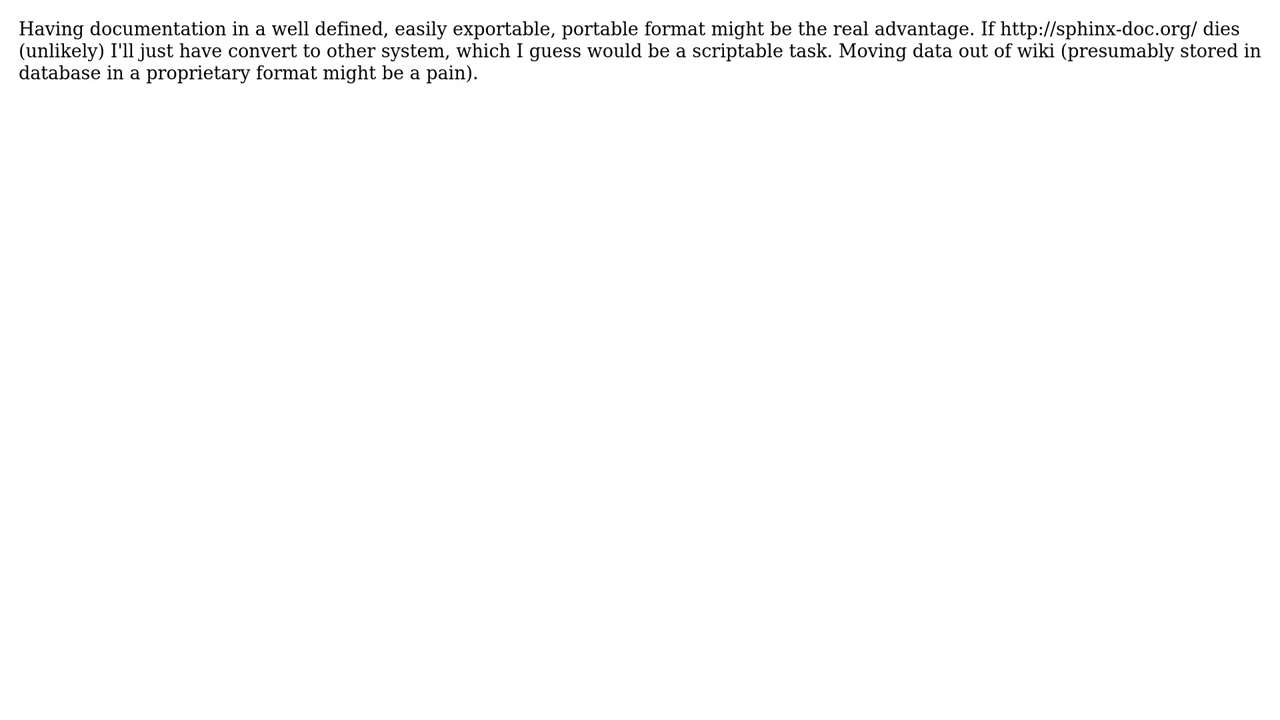 Having documentation in a well defined, easily exportable, portable format might be the real advantage. If http://sphinx-doc.org/ dies
(unlikely) I'll just have convert to other system, which I guess would be a scriptable task. Moving data out of wiki (presumably stored in
database in a proprietary format might be a pain).